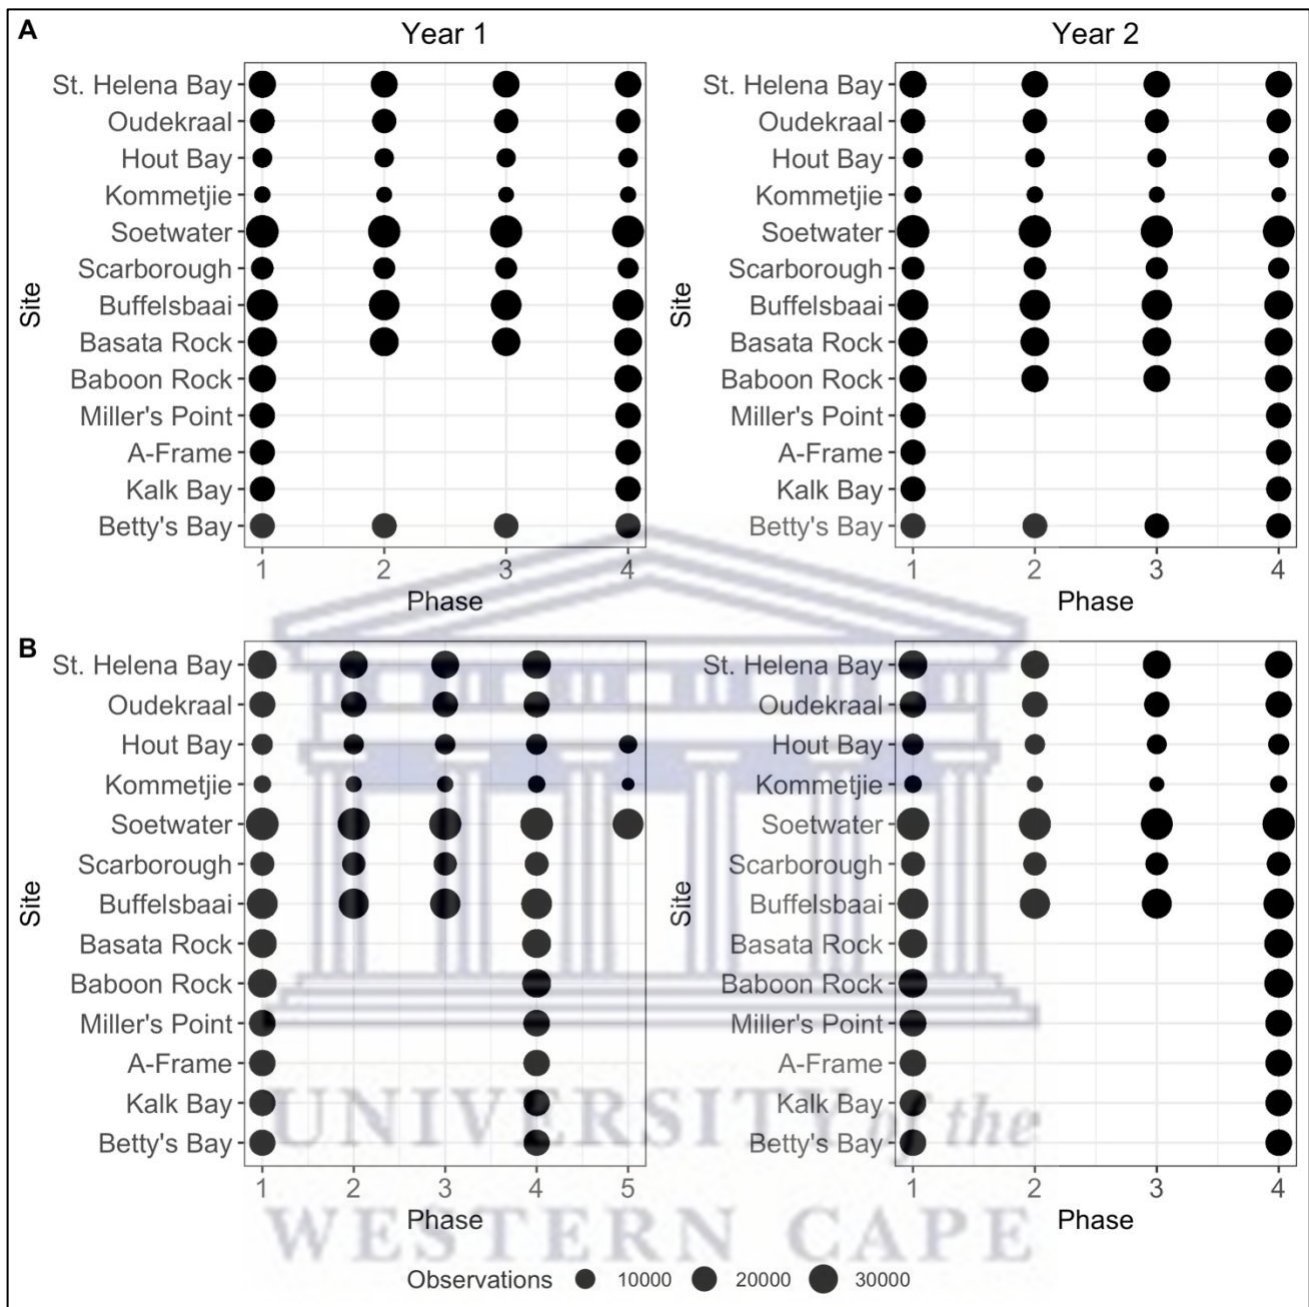 A
Year 1
Year 2
St. Helena Bay
Oudekraal
Hout Bay
Kommetjie
Soetwater
Scarborough
Buffelsbaai
Basata Rock
Baboon Rock
Miller's Point
A-Frame
Kalk Bay
Betty's Bay
Site
1 2 3 4
Phase
St. Helena Bay
Oudekraal
Hout Bay
Kommetjie
Soetwater
Scarborough
Buffelsbaai
Basata Rock
Baboon Rock
Miller's Point
A-Frame
Kalk Bay
Betty's Bay
Site
1 2 3 4
Phase
B
St. Helena Bay
Oudekraal
Hout Bay
Kommetjie
Soetwater
Scarborough
Buffelsbaai
Basata Rock
Baboon Rock
Miller's Point
A-Frame
Kalk Bay
Betty's Bay
Site
1 2 3 4 5
Phase
St. Helena Bay
Oudekraal
Hout Bay
Kommetjie
Soetwater
Scarborough
Buffelsbaai
Basata Rock
Baboon Rock
Miller's Point
A-Frame
Kalk Bay
Betty's Bay
Site
1 2 3 4
Phase
UNIVERSITY of the
WESTERN CAPE
Observations 10000 20000 30000